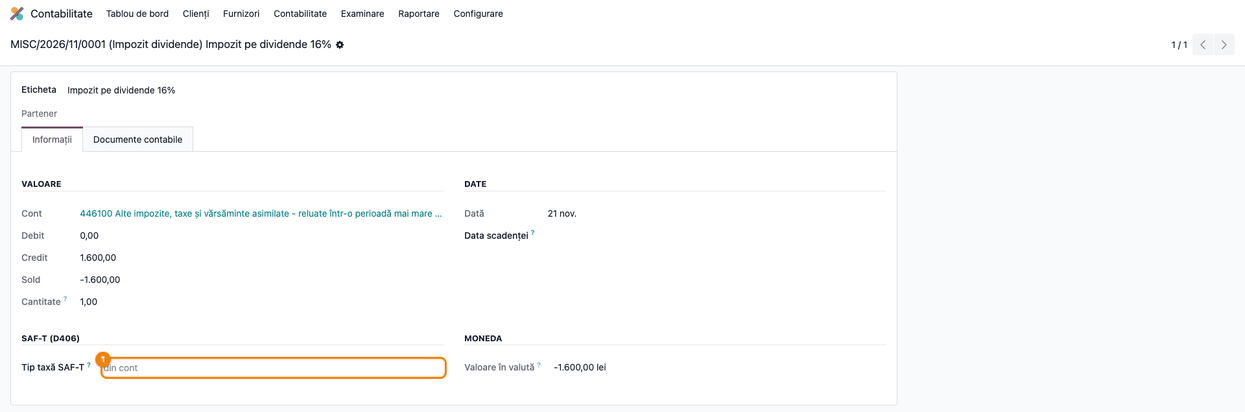 Contabilitate Tablou de bord Clienți Furnizori Contabilitate Examinare Raportare Configurare
MISC/2026/11/0001 (Impozit dividende) Impozit pe dividende 16%
1 / 1
Eticheta Impozit pe dividende 16%
Partener
Informații Documente contabile
VALOARE
Cont 446100 Alte impozite, taxe și vărsăminte asimilate - reluate într-o perioadă mai mare ...
Debit 0,00
Credit 1.600,00
Sold -1.600,00
Cantitate ? 1,00
DATE
Dată 21 nov.
Data scadenței ?
SAF-T (D406)
Tip taxă SAF-T ? 1 din cont
MONEDA
Valoare în valută ? -1.600,00 lei